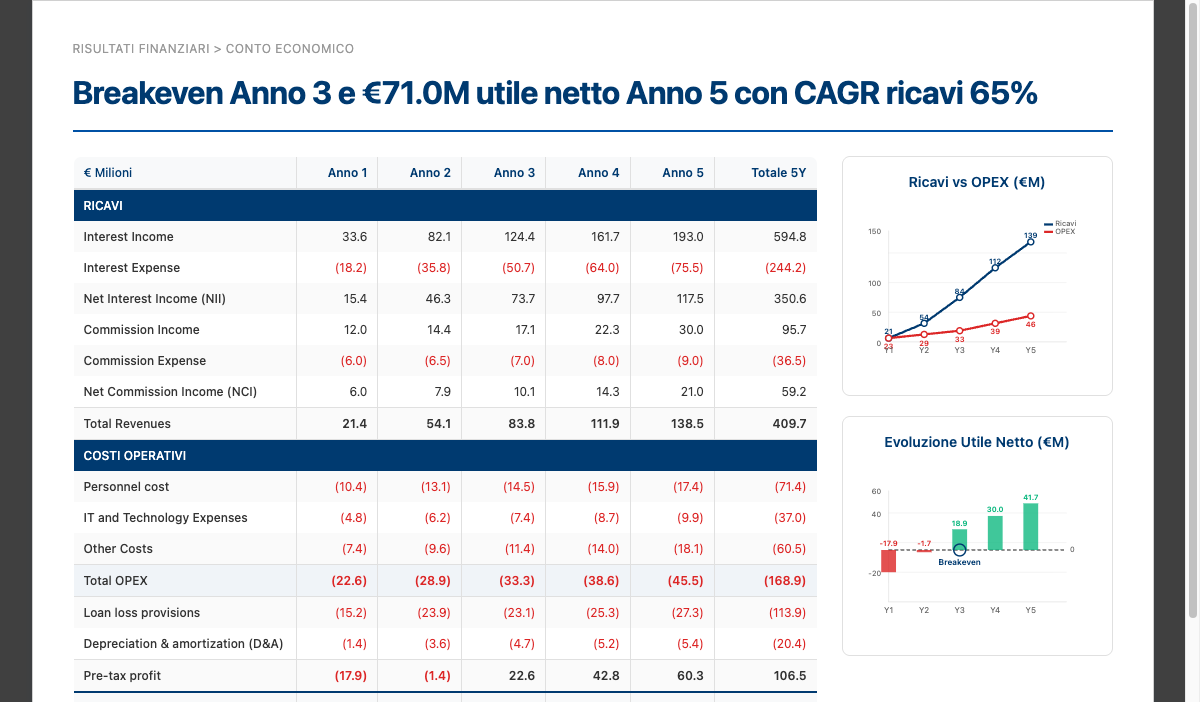 RISULTATI FINANZIARI > CONTO ECONOMICO
Breakeven Anno 3 e €71.0M utile netto Anno 5 con CAGR ricavi 65%
€ Milioni Anno 1 Anno 2 Anno 3 Anno 4 Anno 5 Totale 5Y
RICAVI
Interest Income 33.6 82.1 124.4 161.7 193.0 594.8
Interest Expense (18.2) (35.8) (50.7) (64.0) (75.5) (244.2)
Net Interest Income (NII) 15.4 46.3 73.7 97.7 117.5 350.6
Commission Income 12.0 14.4 17.1 22.3 30.0 95.7
Commission Expense (6.0) (6.5) (7.0) (8.0) (9.0) (36.5)
Net Commission Income (NCI) 6.0 7.9 10.1 14.3 21.0 59.2
Total Revenues 21.4 54.1 83.8 111.9 138.5 409.7
COSTI OPERATIVI
Personnel cost (10.4) (13.1) (14.5) (15.9) (17.4) (71.4)
IT and Technology Expenses (4.8) (6.2) (7.4) (8.7) (9.9) (37.0)
Other Costs (7.4) (9.6) (11.4) (14.0) (18.1) (60.5)
Total OPEX (22.6) (28.9) (33.3) (38.6) (45.5) (168.9)
Loan loss provisions (15.2) (23.9) (23.1) (25.3) (27.3) (113.9)
Depreciation & amortization (D&A) (1.4) (3.6) (4.7) (5.2) (5.4) (20.4)
Pre-tax profit (17.9) (1.4) 22.6 42.8 60.3 106.5
Ricavi vs OPEX (€M)
Ricavi
OPEX
150
100
50
0
21 54 84 112 139
23 29 33 39 46
Y1 Y2 Y3 Y4 Y5
Evoluzione Utile Netto (€M)
60
40
-20
0
-17.9 -1.7 18.9 30.0 41.7
Breakeven
Y1 Y2 Y3 Y4 Y5